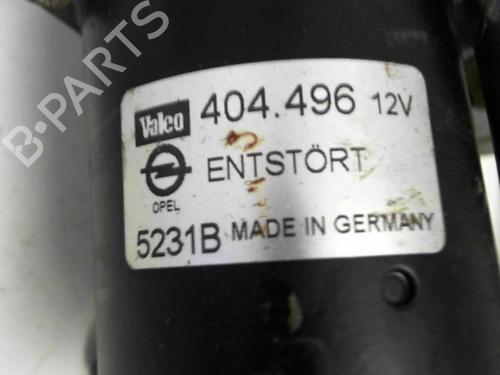 Valeo 404.496 12V
ENTSTÖRT
OPEL
5231B MADE IN GERMANY
B-PARTS